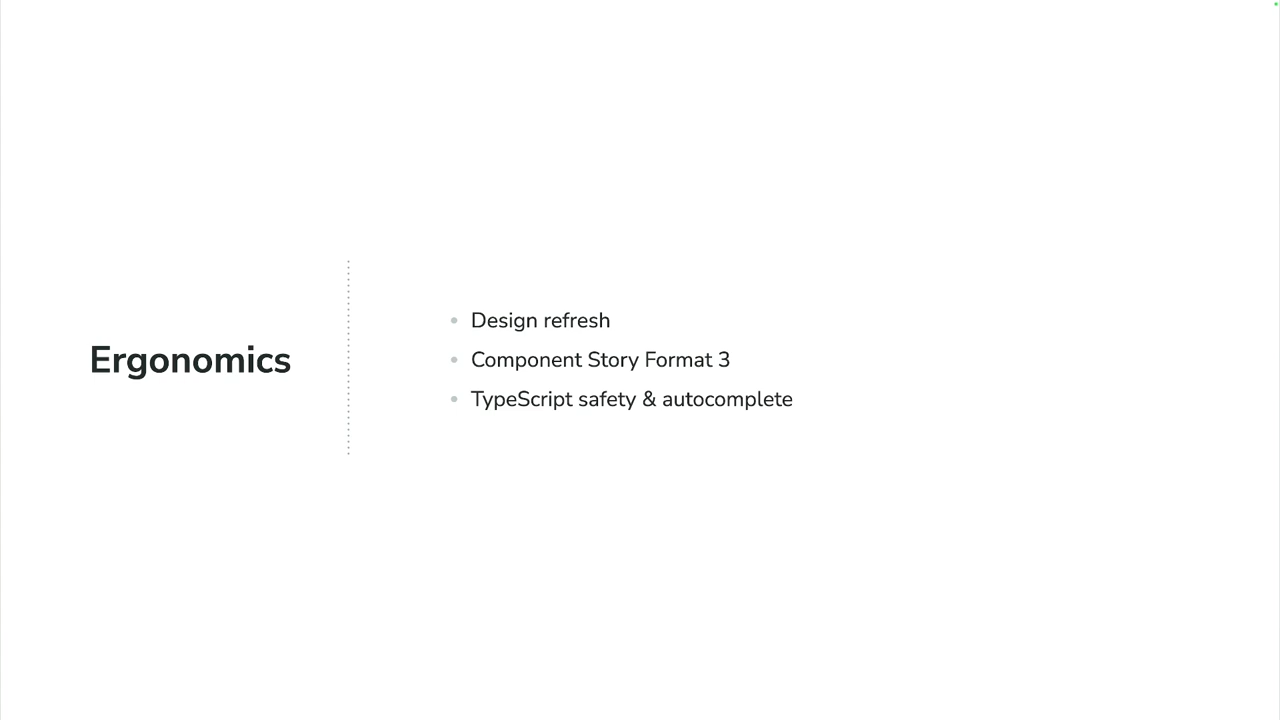 Ergonomics
Design refresh
Component Story Format 3
TypeScript safety & autocomplete